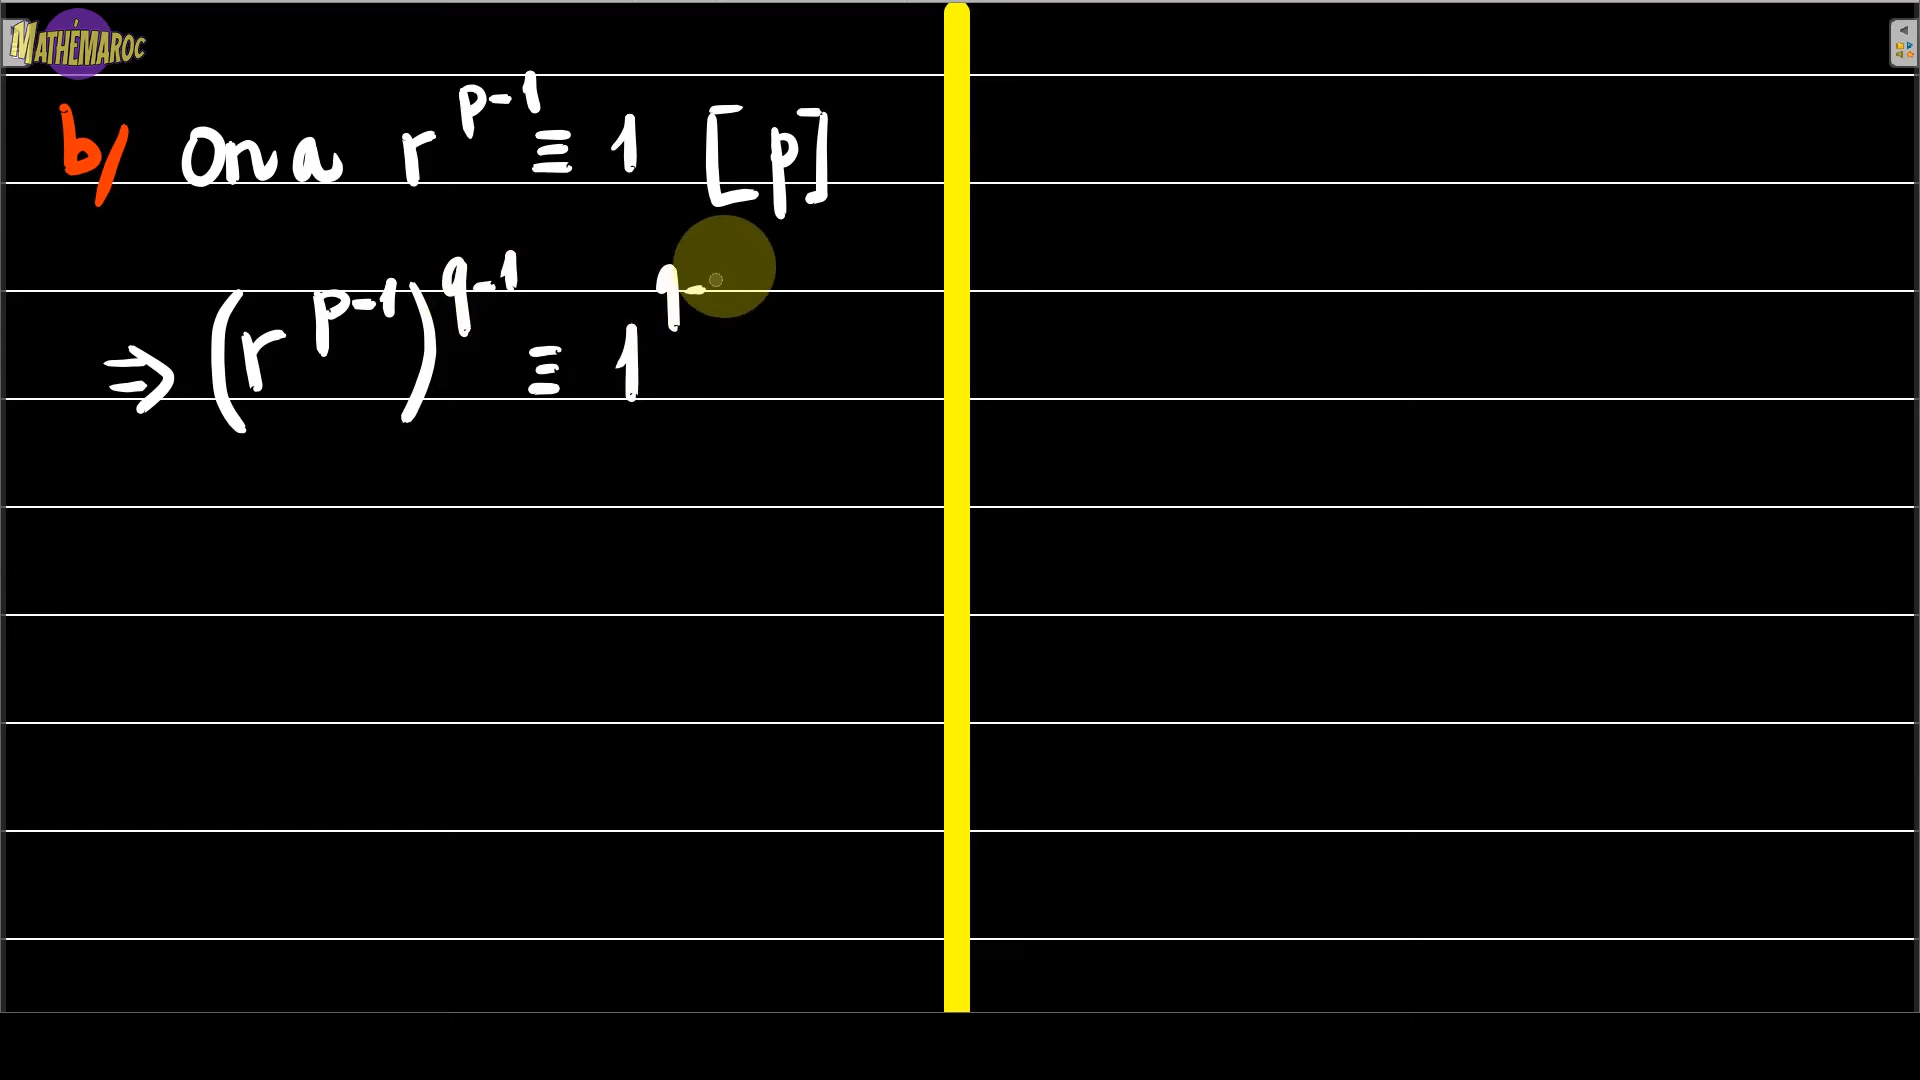 MATHÉMAROC
b/ On a r^{p-1} ≡ 1 [p]
⇒ (r^{p-1})^{q-1} ≡ 1^{q-